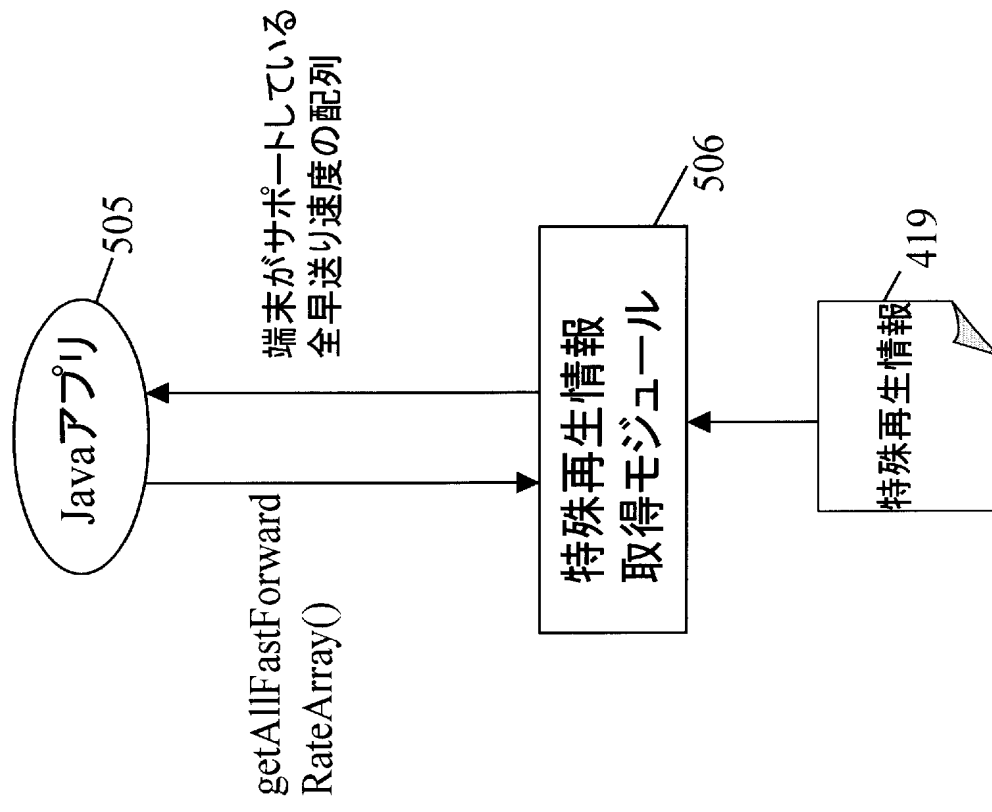 Javaアプリ
505
getAllFastForward
RateArray()
端末がサポートしている
全早送り速度の配列
特殊再生情報
取得モジュール
506
特殊再生情報
419